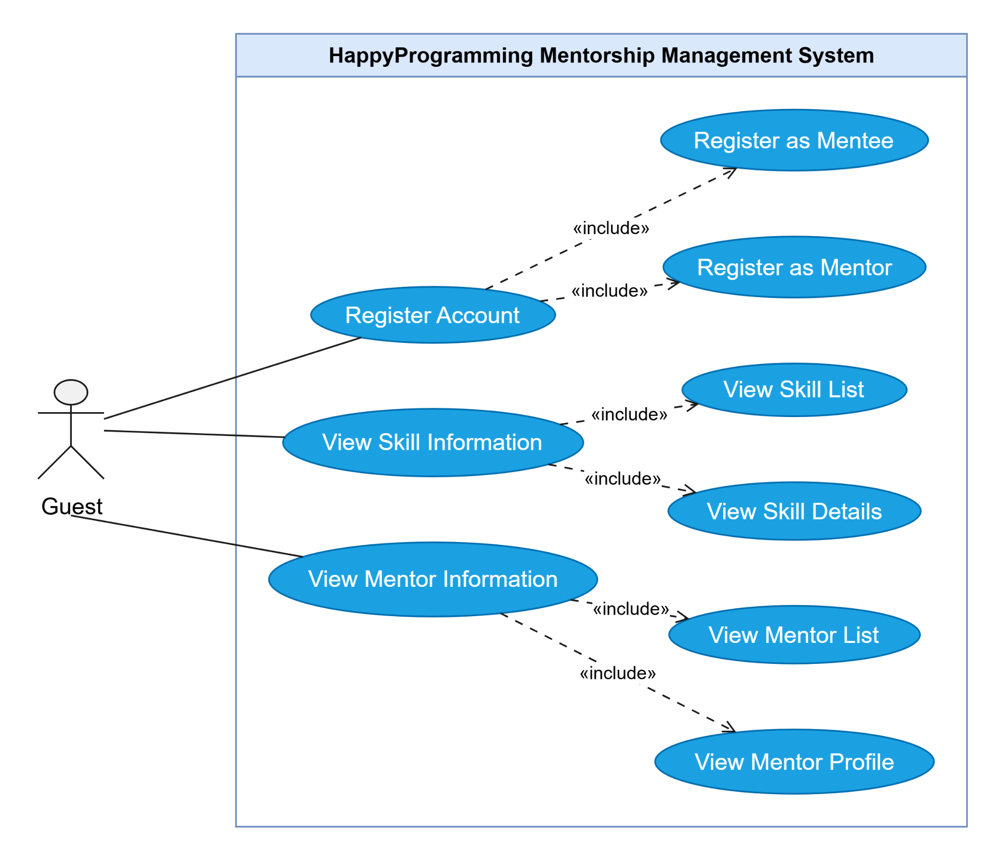 HappyProgramming Mentorship Management System
Register as Mentee
«include»
Register as Mentor
«include»
Register Account
View Skill List
«include»
View Skill Information
«include»
Guest
View Skill Details
View Mentor Information
«include»
View Mentor List
«include»
View Mentor Profile